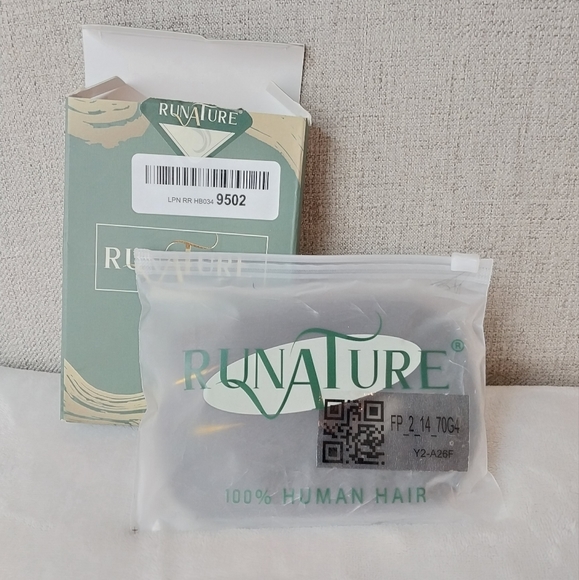 RUNATURE
LPN RR HB034 9502
RUNATURE
RUNATURE®
FP_2_14_70G4
Y2-A26F
100% HUMAN HAIR